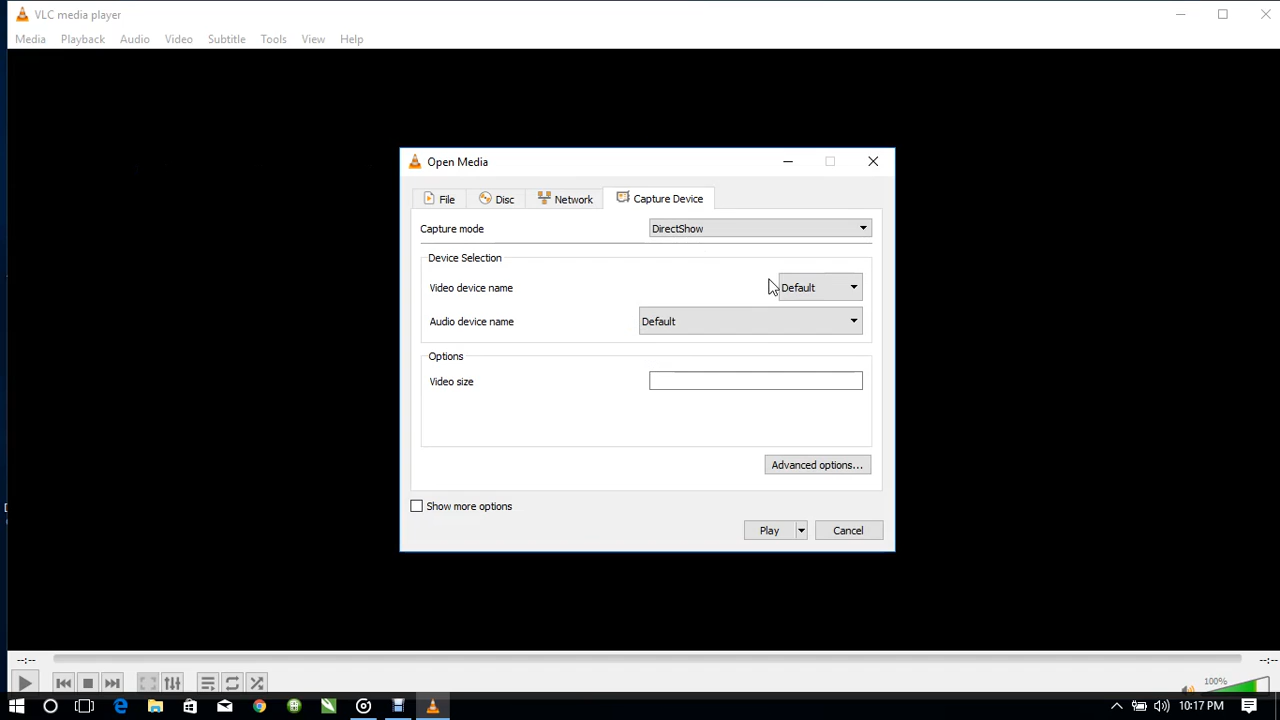 VLC media player
Media Playback Audio Video Subtitle Tools View Help
Open Media
File Disc Network Capture Device
Capture mode DirectShow
Device Selection
Video device name Default
Audio device name Default
Options
Video size
Advanced options...
Show more options
Play Cancel
--:-- --:--
100%
10:17 PM